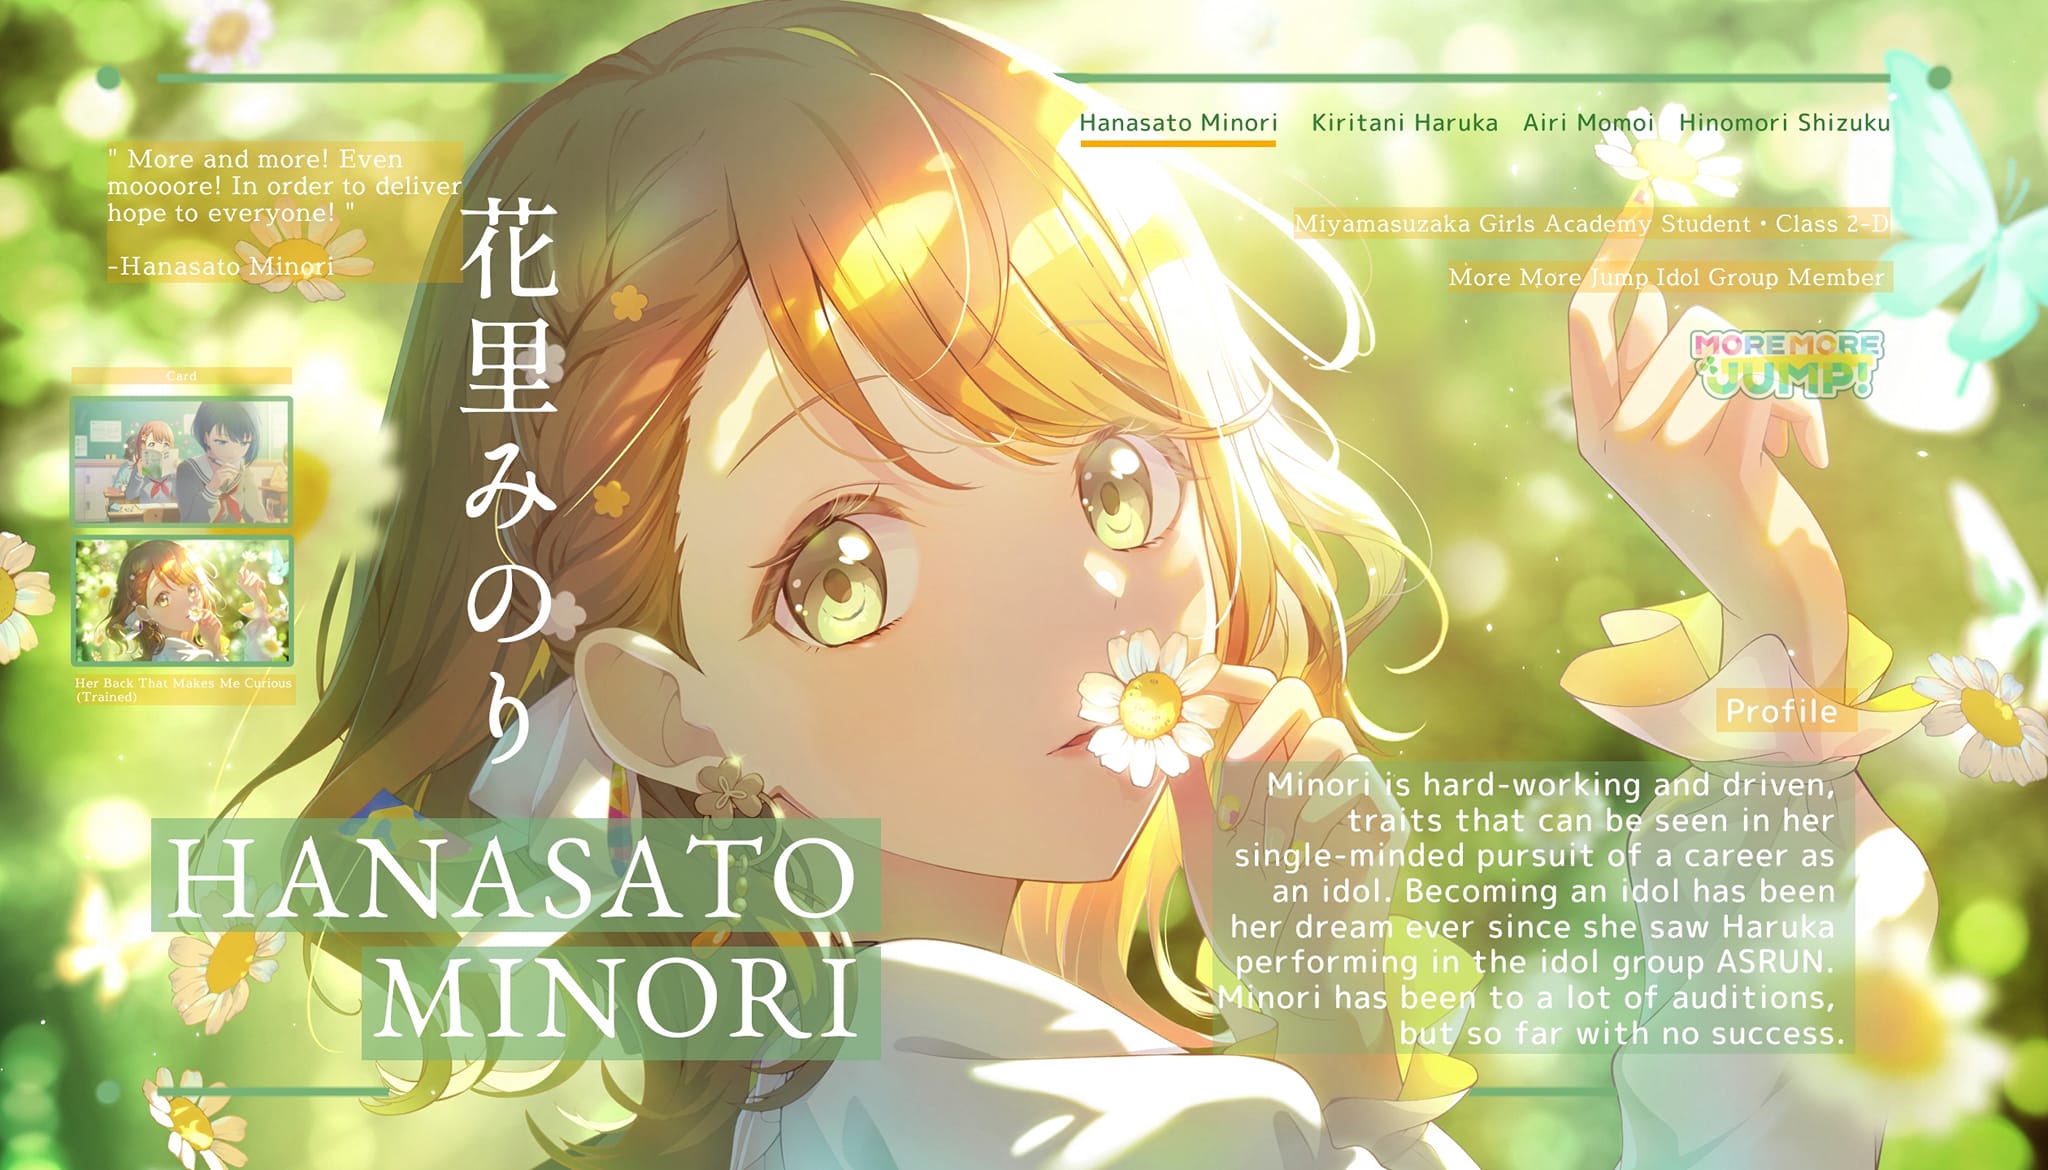 Hanasato Minori Kiritani Haruka Airi Momoi Hinomori Shizuku
" More and more! Even
moooore! In order to deliver
hope to everyone! "
-Hanasato Minori
花里みのり
Miyamasuzaka Girls Academy Student • Class 2-D
More More Jump Idol Group Member
MORE MORE
JUMP!
Card
Her Back That Makes Me Curious
(Trained)
HANASATO
MINORI
Profile
Minori is hard-working and driven,
traits that can be seen in her
single-minded pursuit of a career as
an idol. Becoming an idol has been
her dream ever since she saw Haruka
performing in the idol group ASRUN.
Minori has been to a lot of auditions,
but so far with no success.